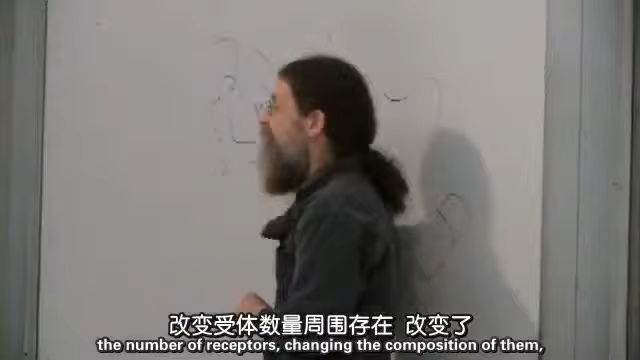 改变受体数量周围存在 改变了
the number of receptors, changing the composition of them,